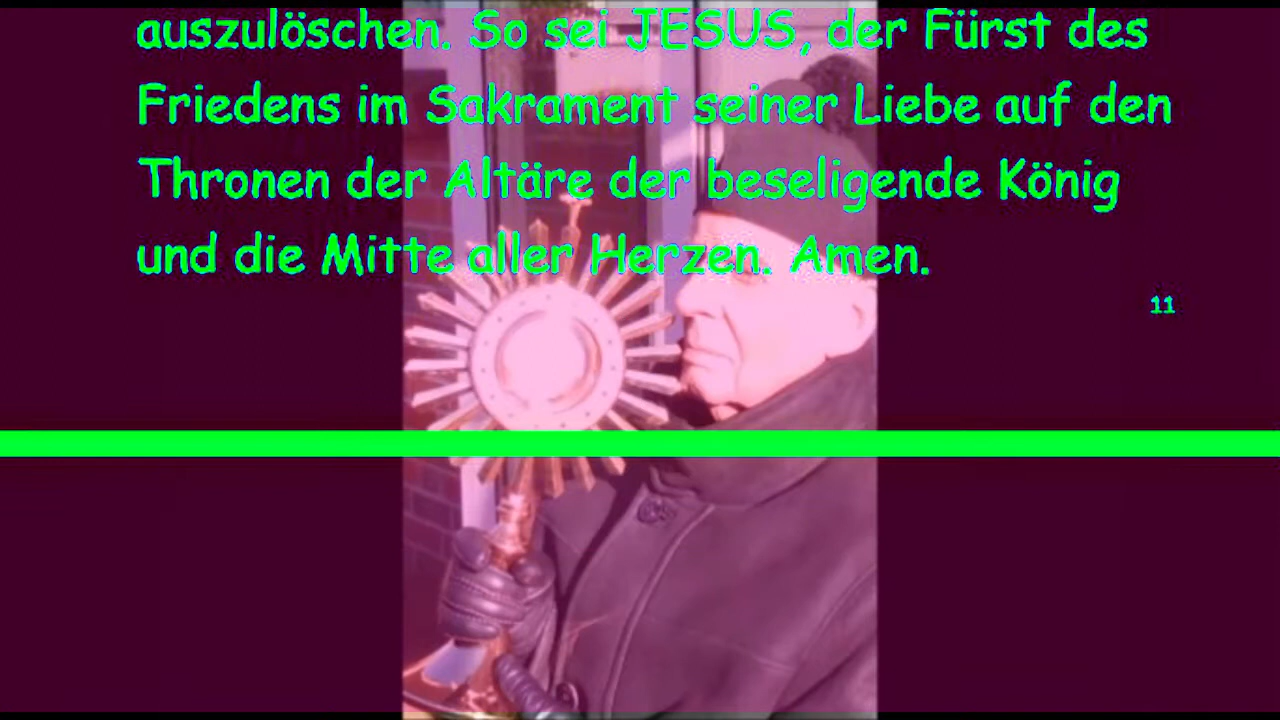 auszulöschen. So sei JESUS, der Fürst des
Friedens im Sakrament seiner Liebe auf den
Thronen der Altäre der beseligende König
und die Mitte aller Herzen. Amen.
11